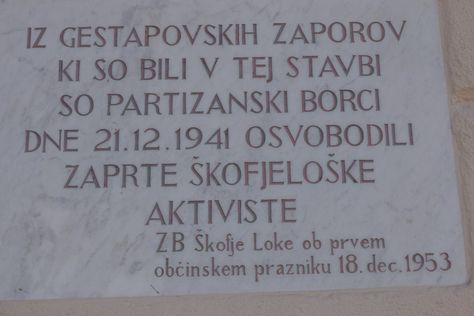 IZ GESTAPOVSKIH ZAPOROV
KI SO BILI V TEJ STAVBI
SO PARTIZANSKI BORCI
DNE 21.12.1941 OSVOBODILI
ZAPRTE ŠKOFJELOŠKE
AKTIVISTE
ZB Škofje Loke ob prvem
občinskem prazniku 18. dec. 1953